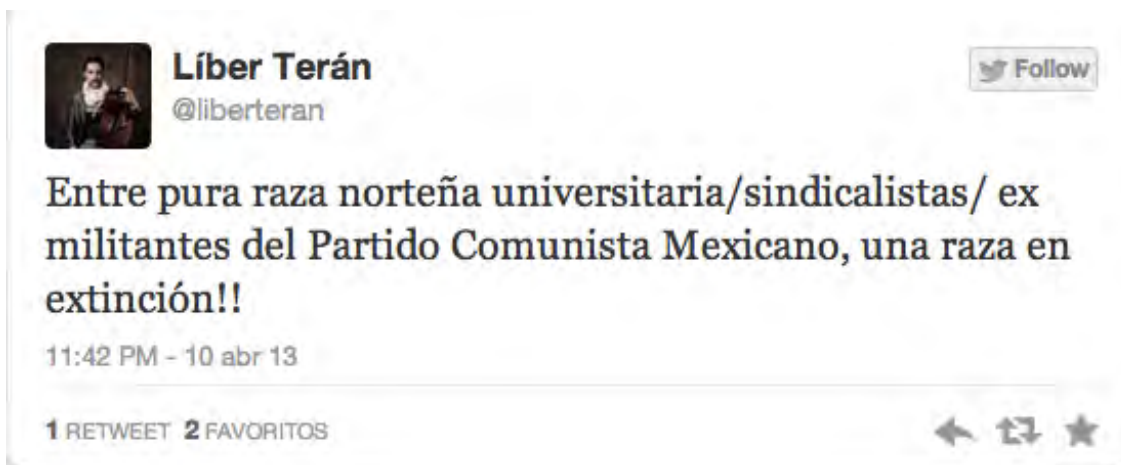 Líber Terán
@liberteran
Follow
Entre pura raza norteña universitaria/sindicalistas/ ex
militantes del Partido Comunista Mexicano, una raza en
extinción!!
11:42 PM - 10 abr 13
1 RETWEET 2 FAVORITOS